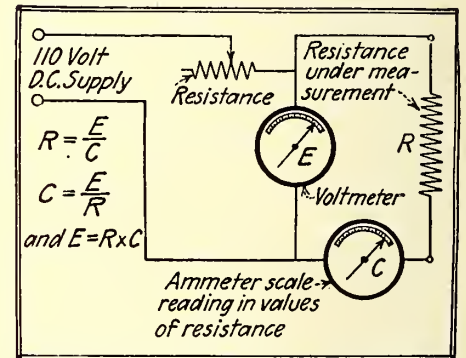 110 Volt
D.C. Supply
Resistance
Resistance
under mea-
surement
R
E
Voltmeter
R = E/C
C = E/R
and E = R x C
C
Ammeter scale-
reading in values
of resistance